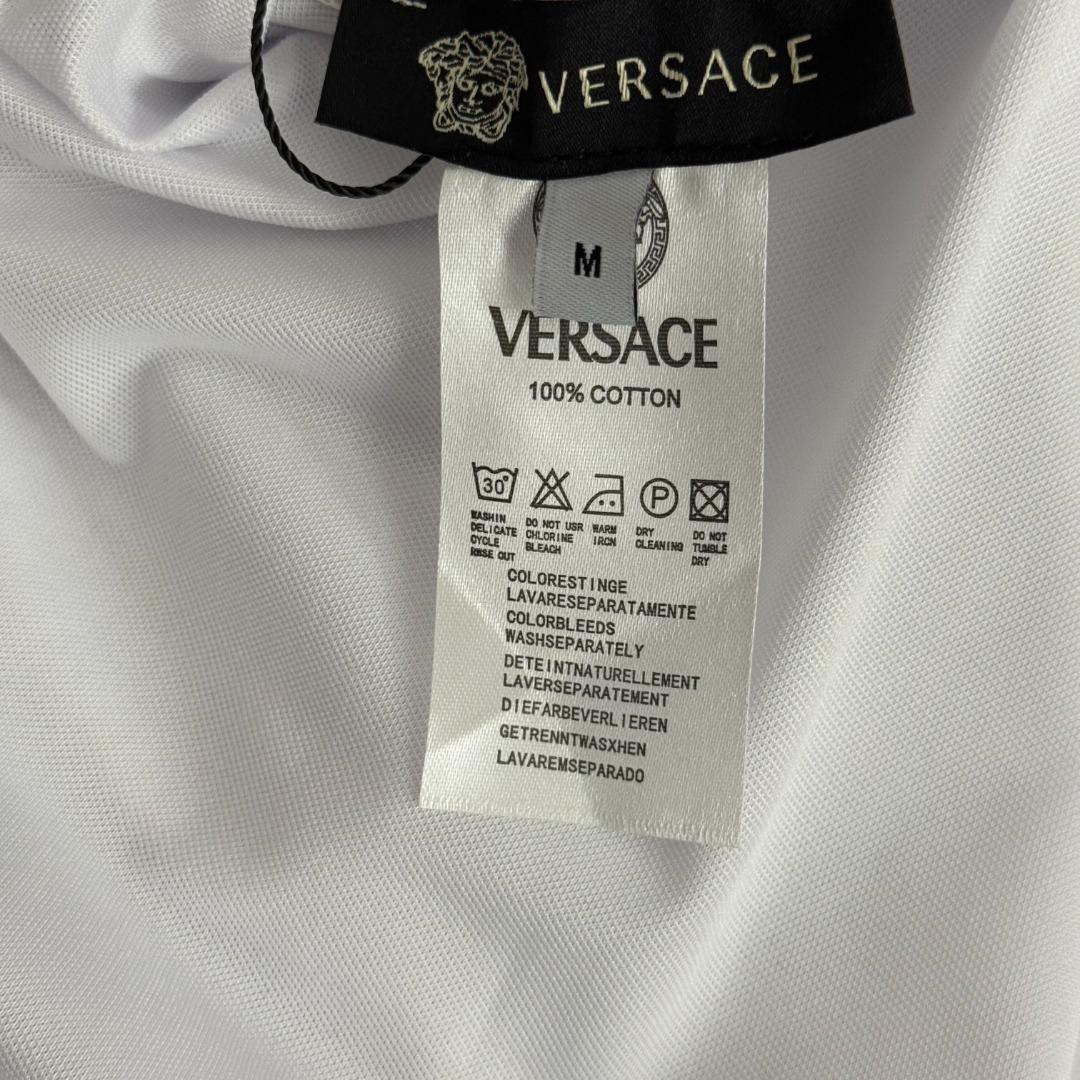 VERSACE
M
VERSACE
100% COTTON
30°
P
WASHIN
DELICATE
CYCLE
RINSE OUT
DO NOT USR
CHLORINE
BLEACH
WARM
IRCN
DRY
CLEANING
DO NOT
TUMBLE
DRY
COLORESTINGE
LAVARESEPARATAMENTE
COLORBLEEDS
WASHSEPARATELY
DETEINTNATURELLEMENT
LAVERSEPARATEMENT
DIEFARBEVERLIEREN
GETRENNTWASXHEN
LAVAREMSEPARADO